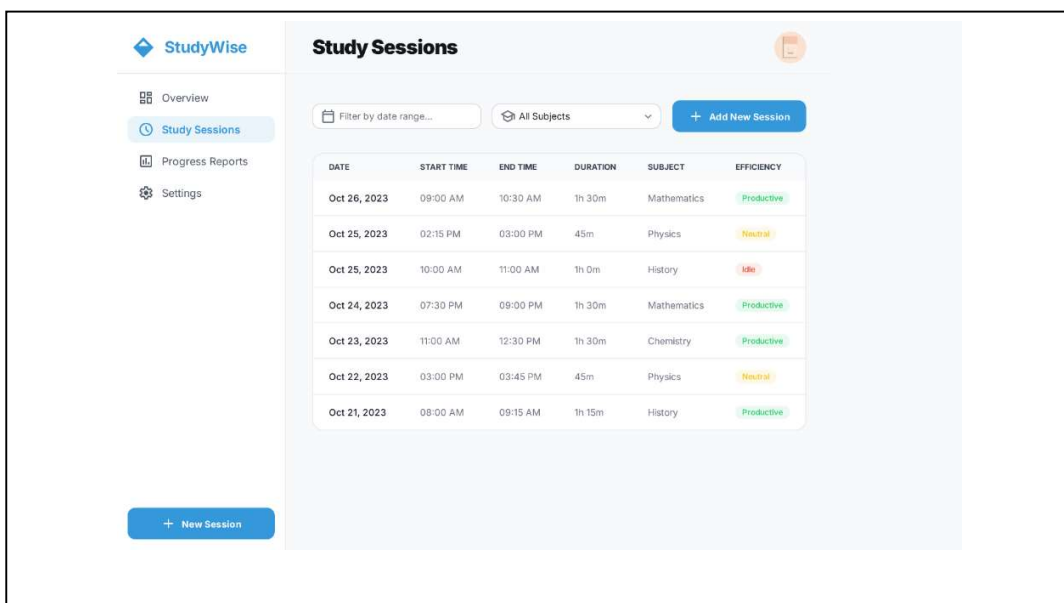 StudyWise
Overview
Study Sessions
Progress Reports
Settings
+ New Session
Study Sessions
Filter by date range...
All Subjects
+ Add New Session
DATE START TIME END TIME DURATION SUBJECT EFFICIENCY
Oct 26, 2023 09:00 AM 10:30 AM 1h 30m Mathematics Productive
Oct 25, 2023 02:15 PM 03:00 PM 45m Physics Neutral
Oct 25, 2023 10:00 AM 11:00 AM 1h 0m History Idle
Oct 24, 2023 07:30 PM 09:00 PM 1h 30m Mathematics Productive
Oct 23, 2023 11:00 AM 12:30 PM 1h 30m Chemistry Productive
Oct 22, 2023 03:00 PM 03:45 PM 45m Physics Neutral
Oct 21, 2023 08:00 AM 09:15 AM 1h 15m History Productive